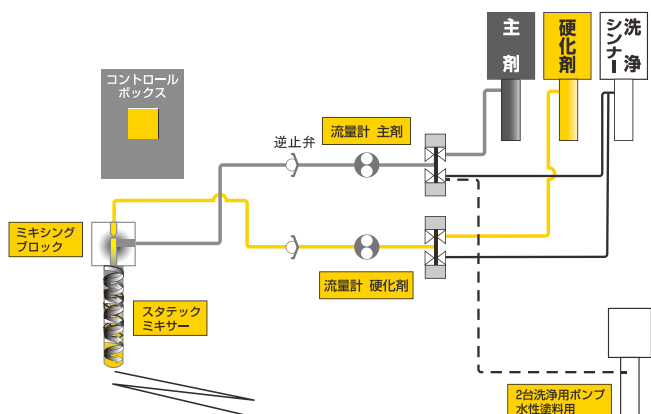 主剤
硬化剤
洗浄
シンナー
コントロール
ボックス
逆止弁
流量計 主剤
ミキシング
ブロック
流量計 硬化剤
スタテック
ミキサー
2台洗浄用ポンプ
水性塗料用